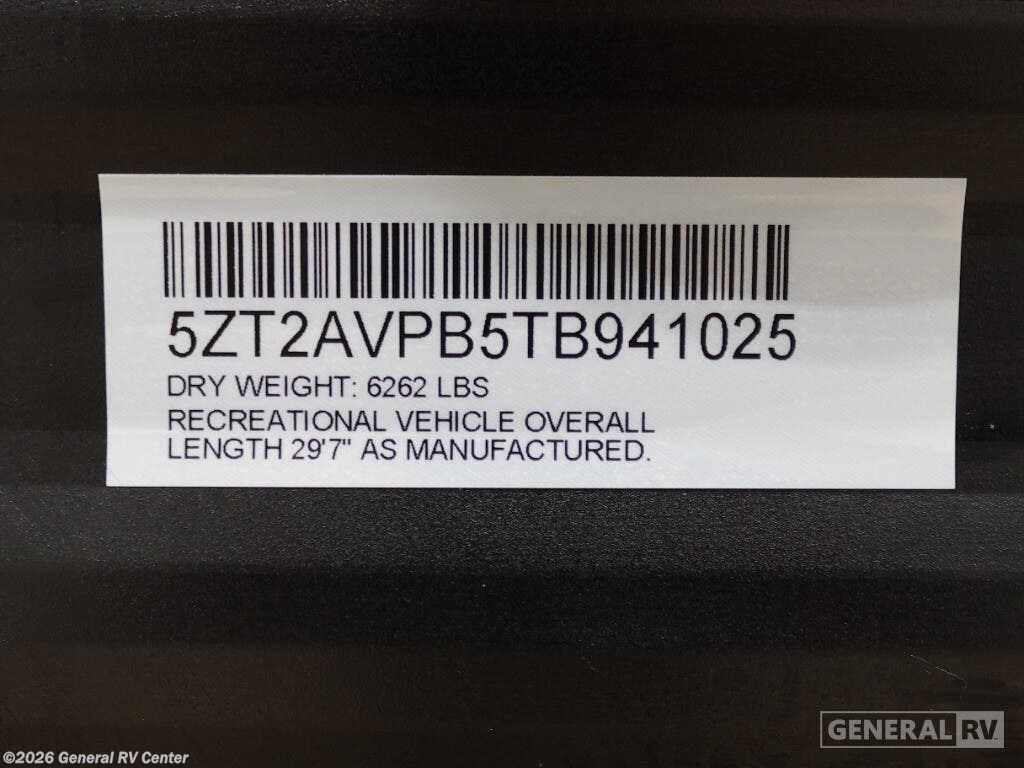 5ZT2AVPB5TB941025
DRY WEIGHT: 6262 LBS
RECREATIONAL VEHICLE OVERALL
LENGTH 29'7" AS MANUFACTURED.
GENERAL RV
©2026 General RV Center